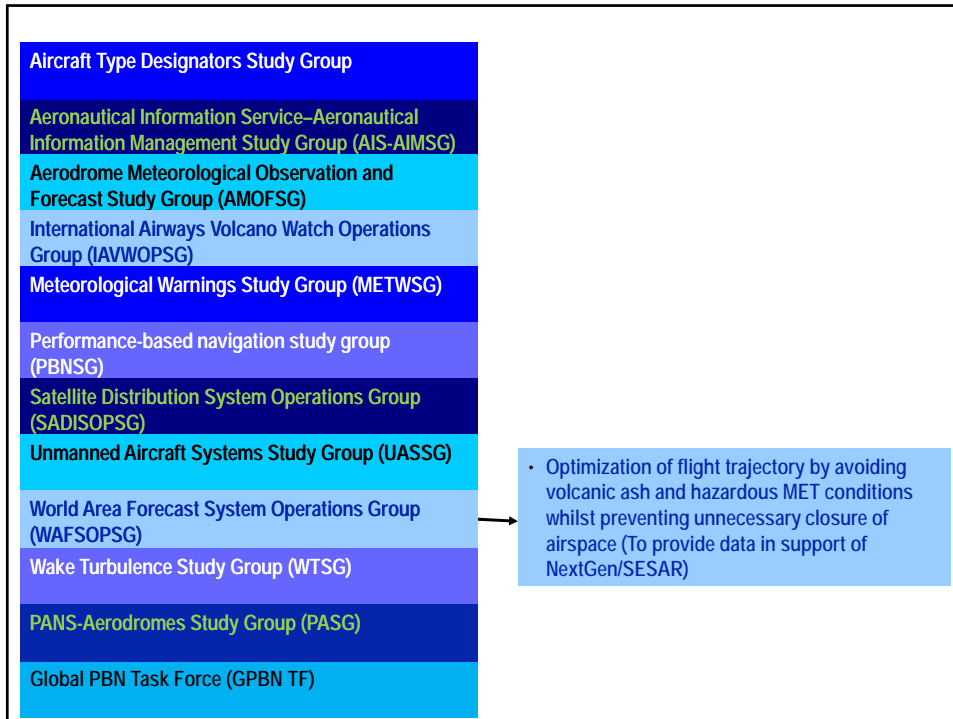 Aircraft Type Designators Study Group
Aeronautical Information Service–Aeronautical
Information Management Study Group (AIS-AIMSG)
Aerodrome Meteorological Observation and
Forecast Study Group (AMOFSG)
International Airways Volcano Watch Operations
Group (IAVWOPSG)
Meteorological Warnings Study Group (METWSG)
Performance-based navigation study group
(PBNSG)
Satellite Distribution System Operations Group
(SADISOPSG)
Unmanned Aircraft Systems Study Group (UASSG)
World Area Forecast System Operations Group
(WAFSOPSG)
Wake Turbulence Study Group (WTSG)
PANS-Aerodromes Study Group (PASG)
Global PBN Task Force (GPBN TF)
• Optimization of flight trajectory by avoiding
volcanic ash and hazardous MET conditions
whilst preventing unnecessary closure of
airspace (To provide data in support of
NextGen/SESAR)